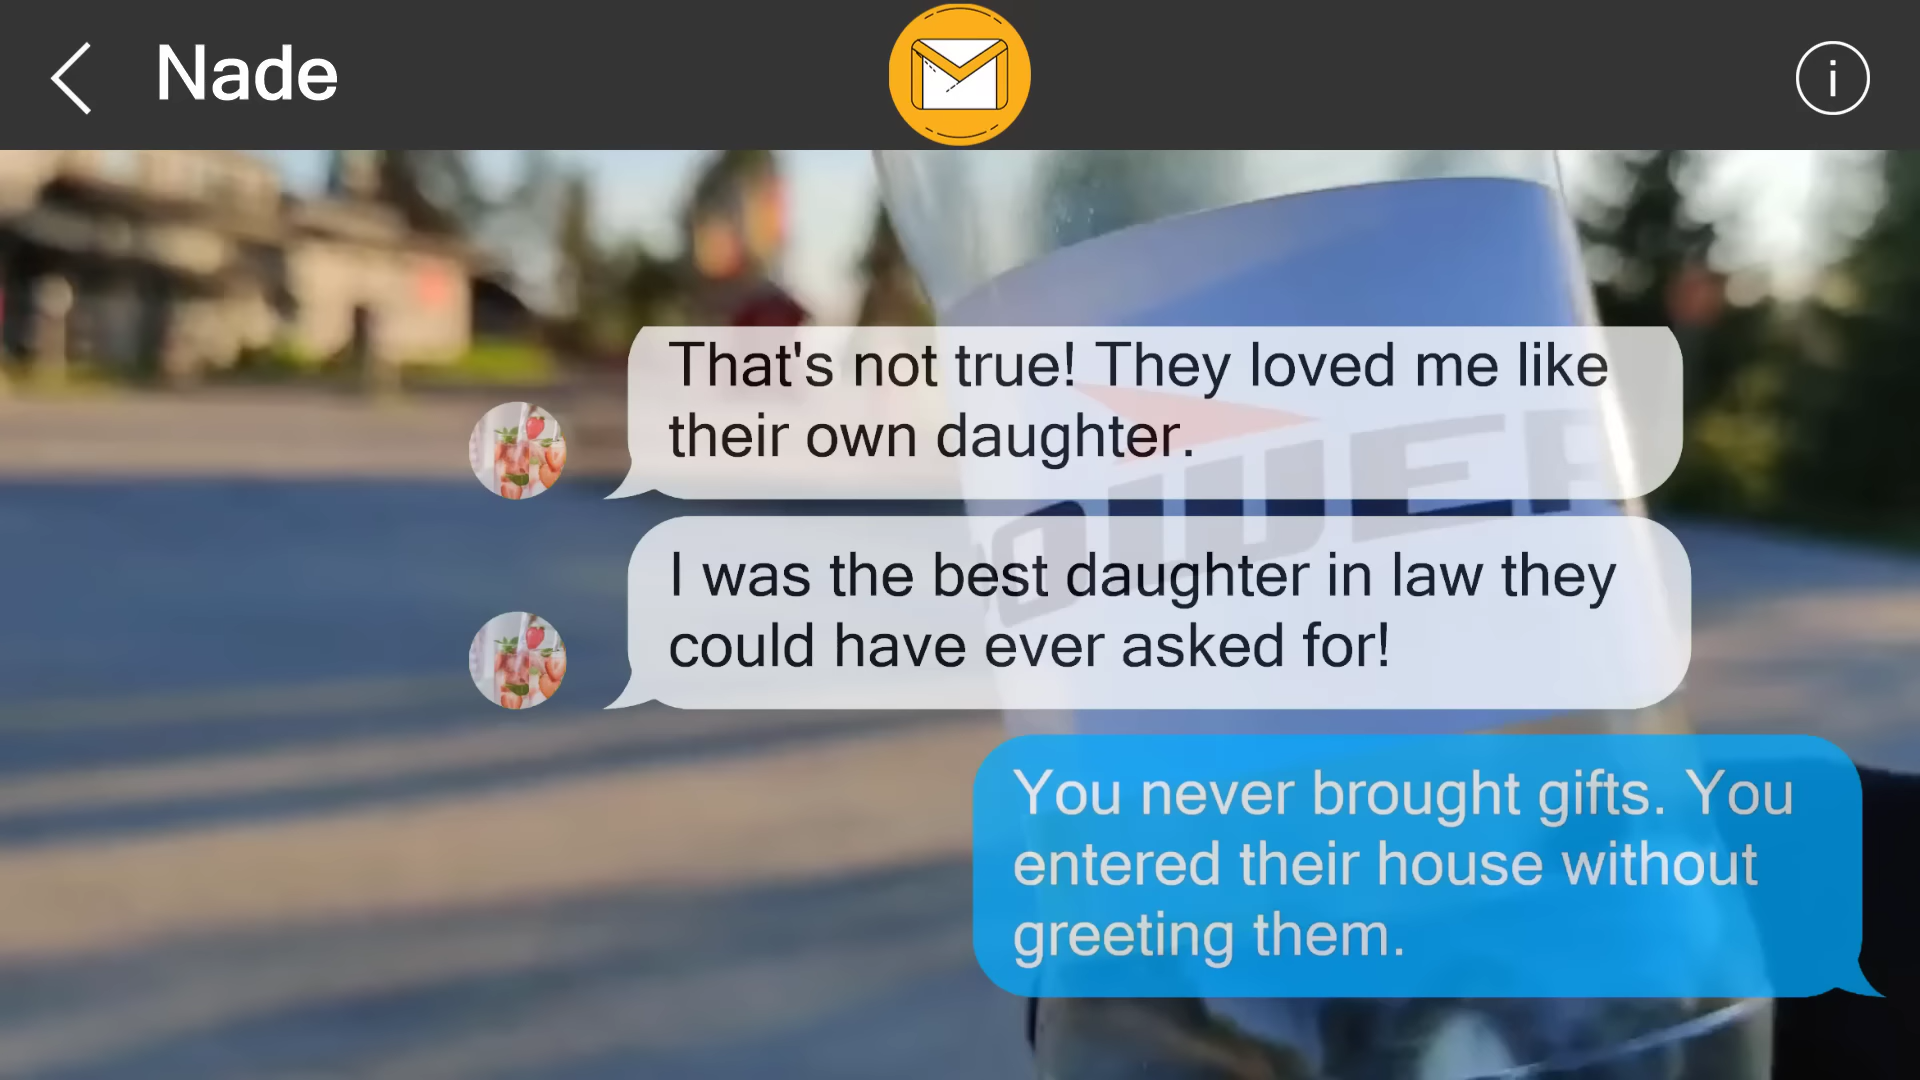 Nade
i
That's not true! They loved me like
their own daughter.
I was the best daughter in law they
could have ever asked for!
You never brought gifts. You
entered their house without
greeting them.